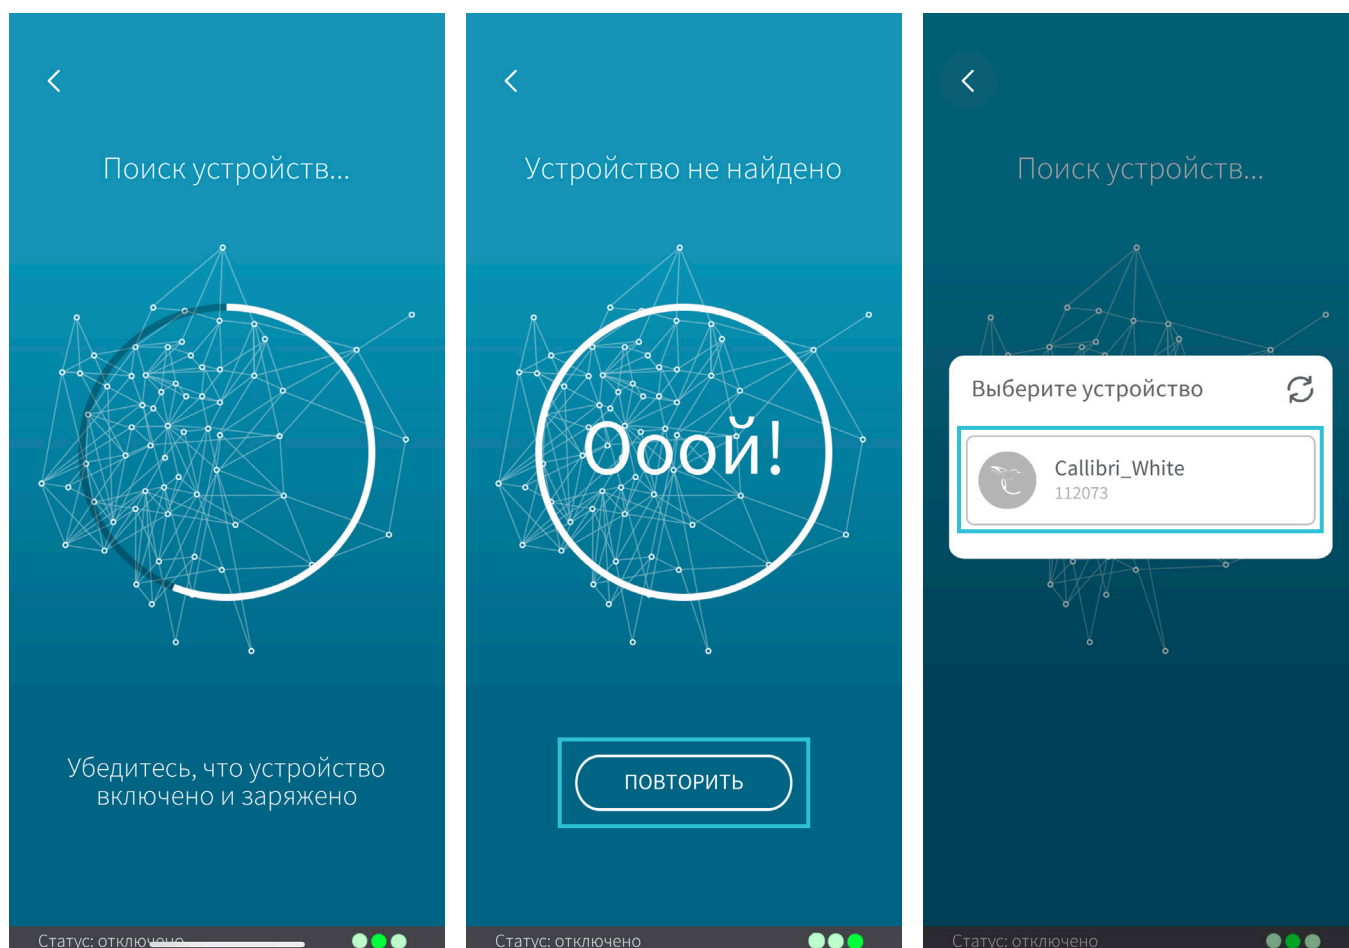 Поиск устройств...
Убедитесь, что устройство
включено и заряжено
Статус: отключено
Устройство не найдено
Ооой!
ПОВТОРИТЬ
Статус: отключено
Поиск устройств...
Выберите устройство
Callibri_White
112073
Статус: отключено